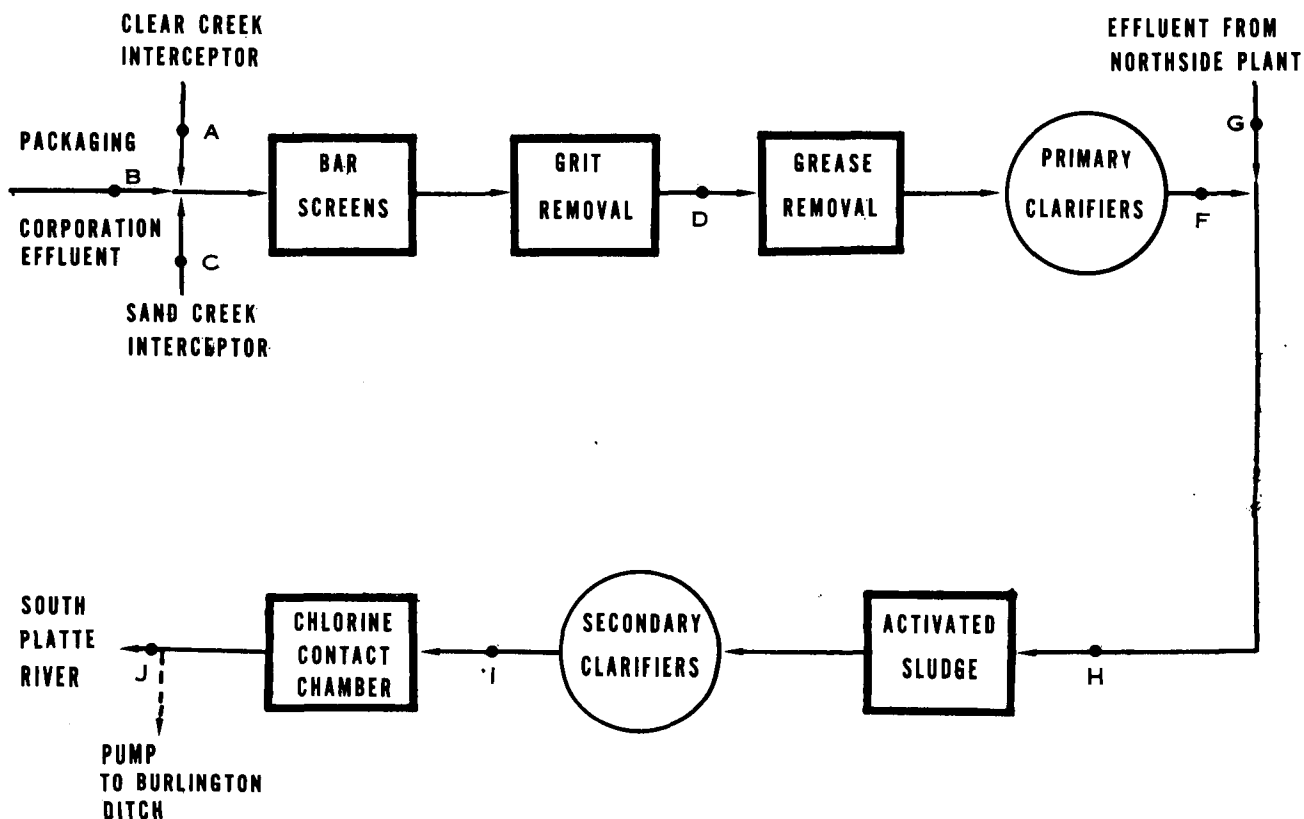 CLEAR CREEK
INTERCEPTOR
EFFLUENT FROM
NORTHSIDE PLANT
A
G
PACKAGING
B
CORPORATION
EFFLUENT
C
SAND CREEK
INTERCEPTOR
BAR
SCREENS
GRIT
REMOVAL
D
GREASE
REMOVAL
PRIMARY
CLARIFIERS
F
SOUTH
PLATTE
RIVER
J
PUMP
TO BURLINGTON
DITCH
CHLORINE
CONTACT
CHAMBER
I
SECONDARY
CLARIFIERS
ACTIVATED
SLUDGE
H